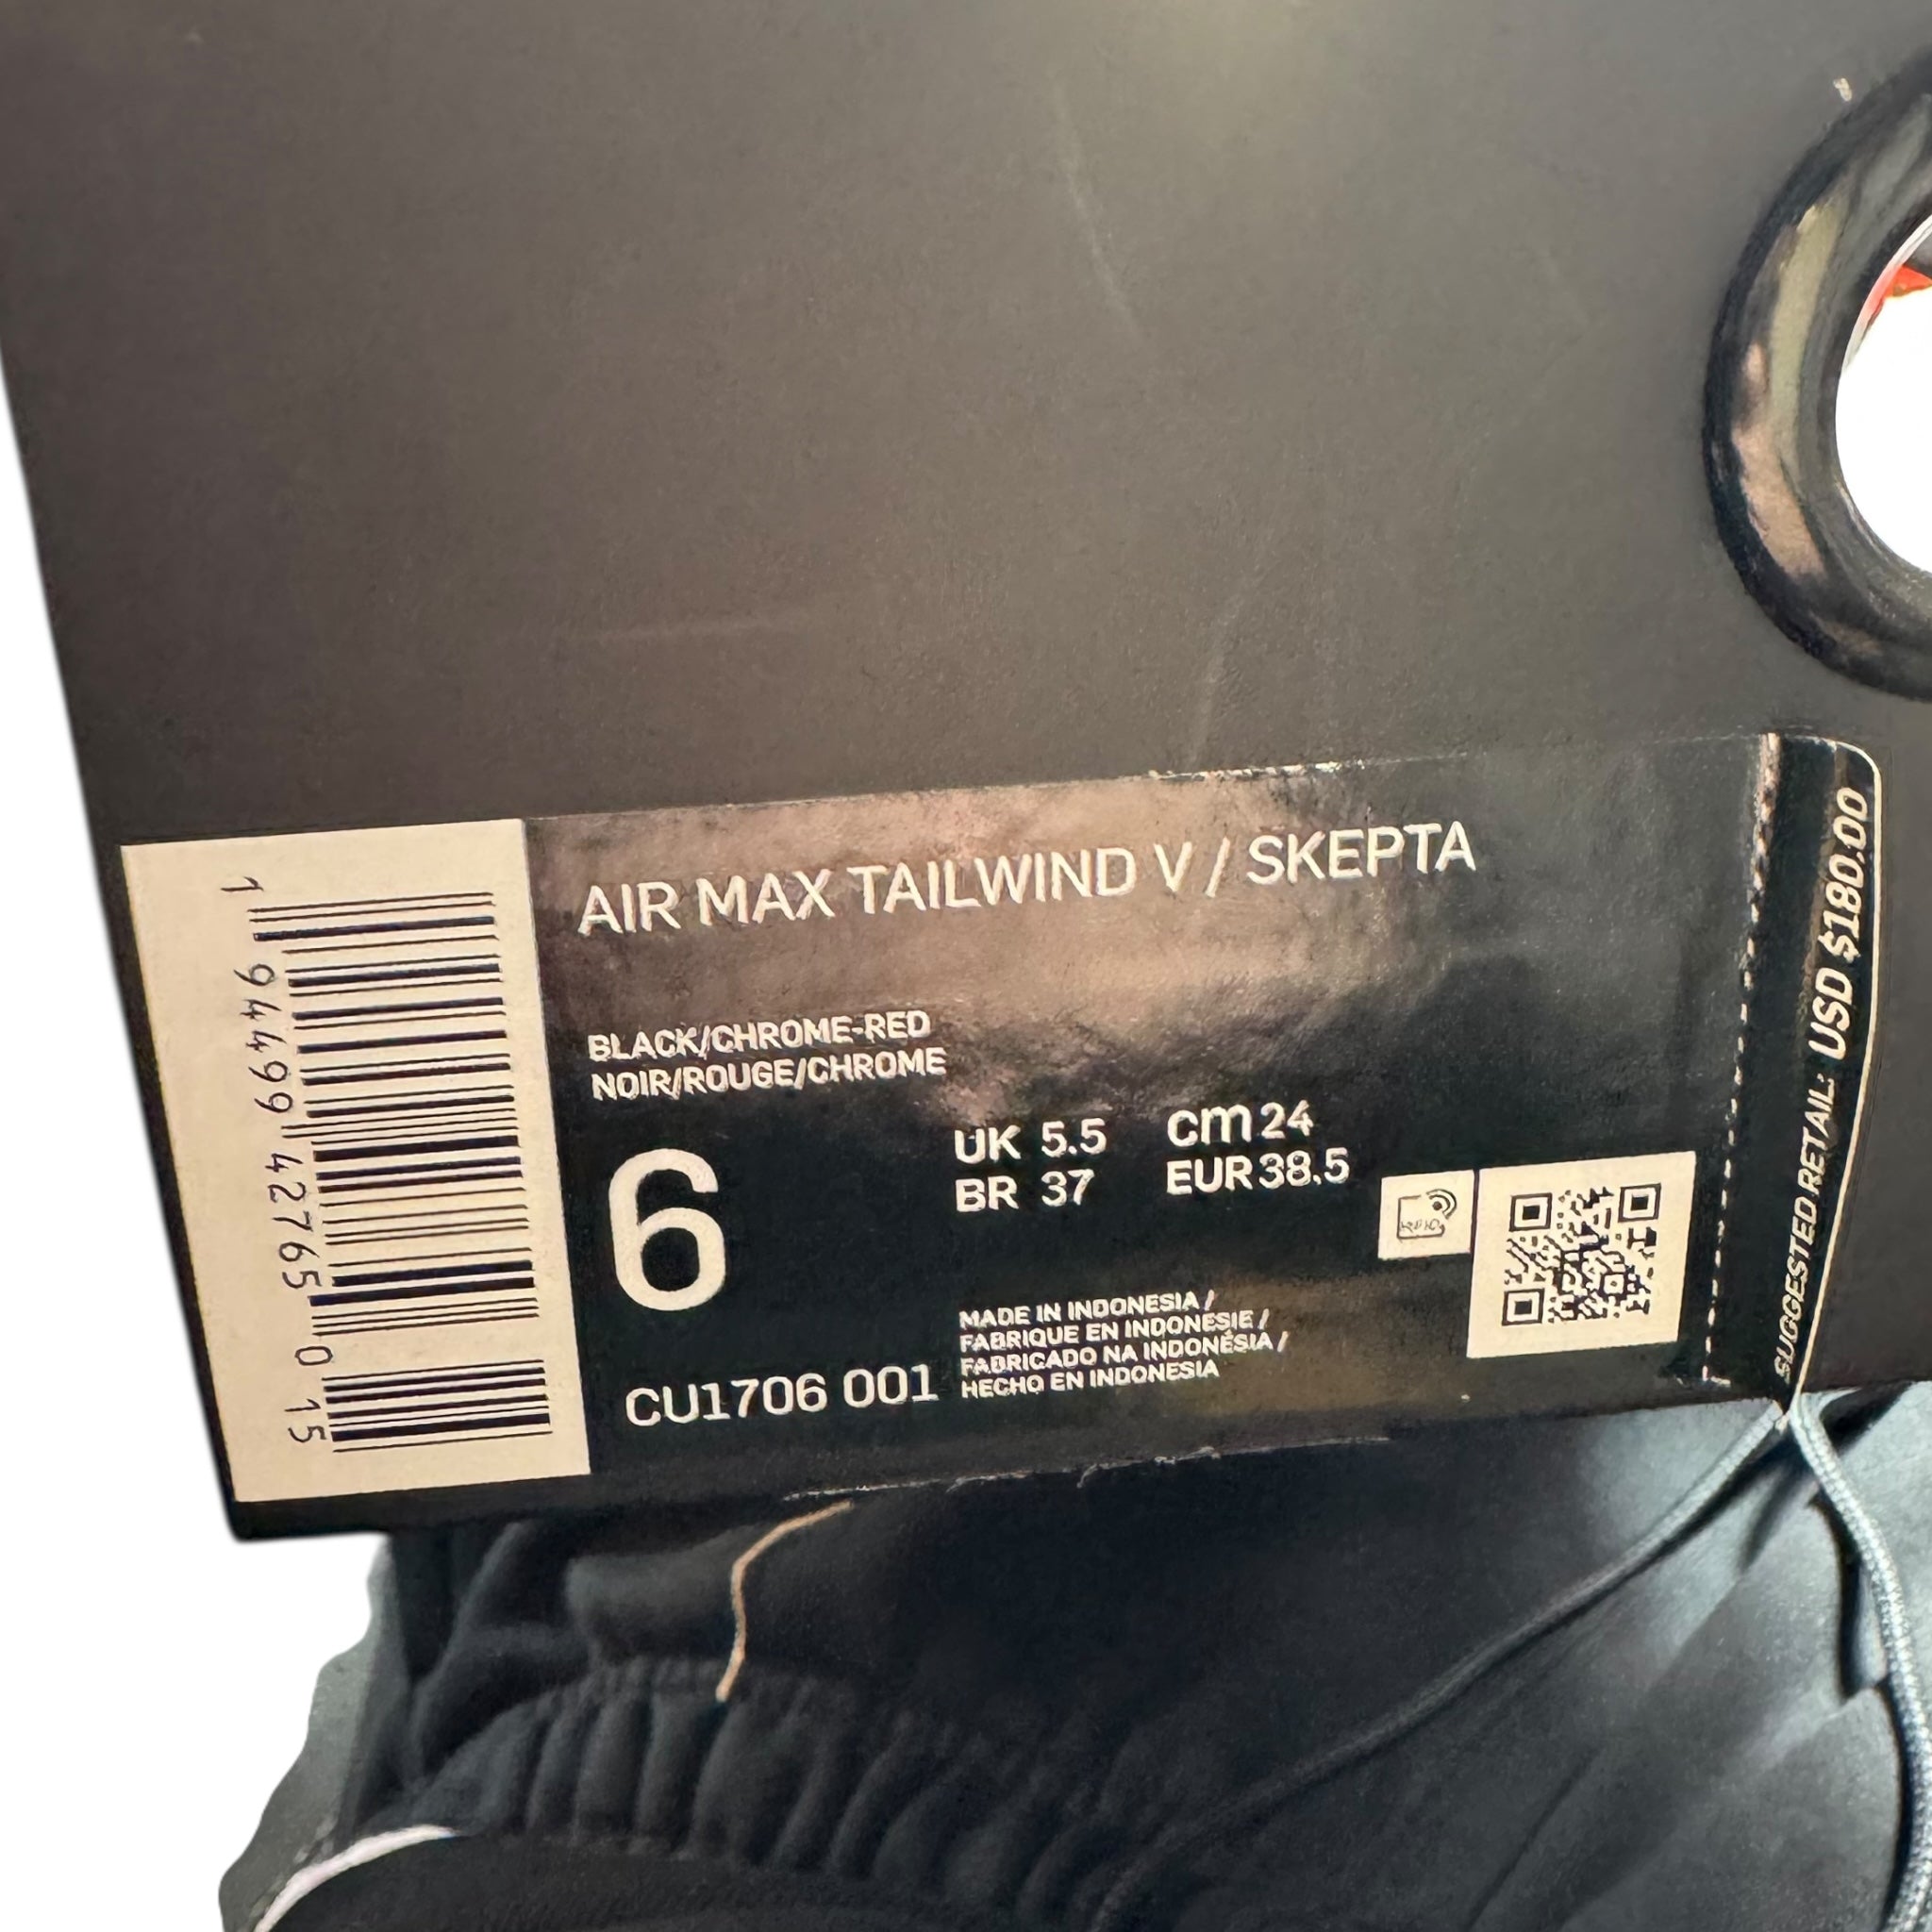 AIR MAX TAILWIND V / SKEPTA
BLACK/CHROME-RED
NOIR/ROUGE/CHROME
6
UK 5.5
BR 37
cm 24
EUR 38.5
MADE IN INDONESIA /
FABRIQUE EN INDONESIE /
FABRICADO NA INDONÉSIA /
HECHO EN INDONESIA
CU1706 001
1 94499 42765 0 15
SUGGESTED RETAIL: USD $180.00